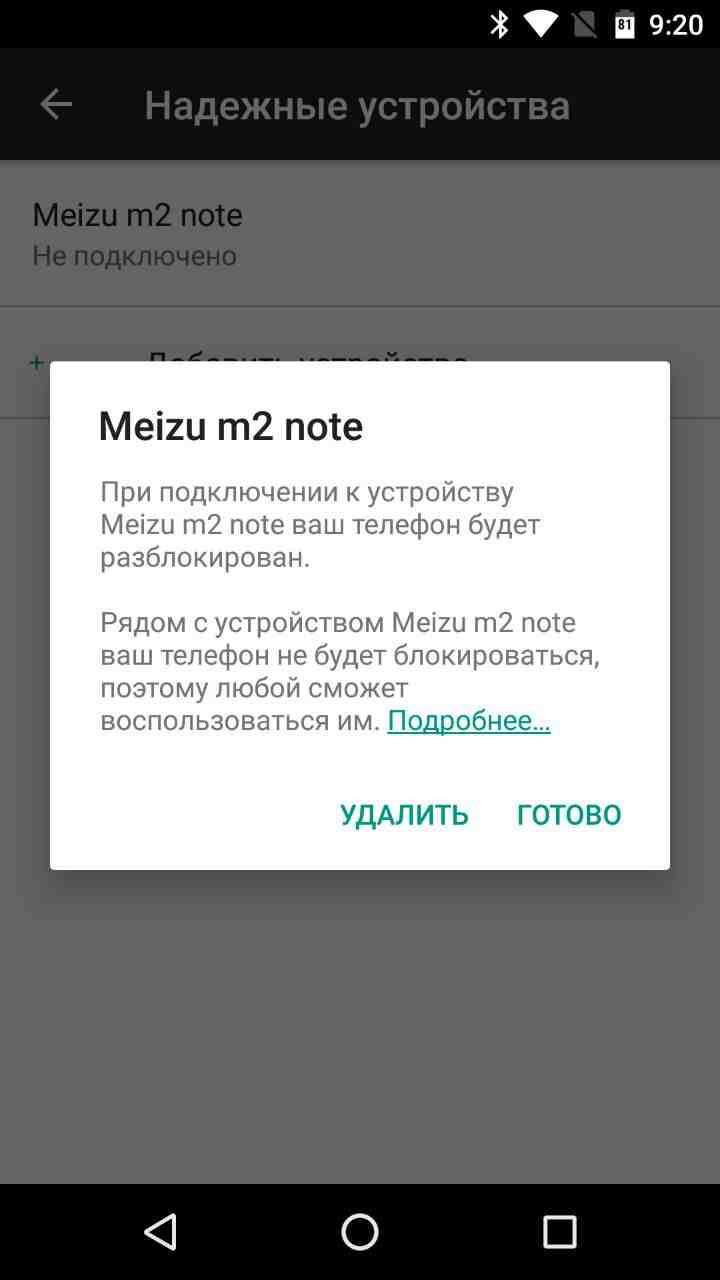 81 9:20
Надежные устройства
Meizu m2 note
Не подключено
+ Добавить устройство
Meizu m2 note
При подключении к устройству
Meizu m2 note ваш телефон будет
разблокирован.
Рядом с устройством Meizu m2 note
ваш телефон не будет блокироваться,
поэтому любой сможет
воспользоваться им. Подробнее...
УДАЛИТЬ ГОТОВО